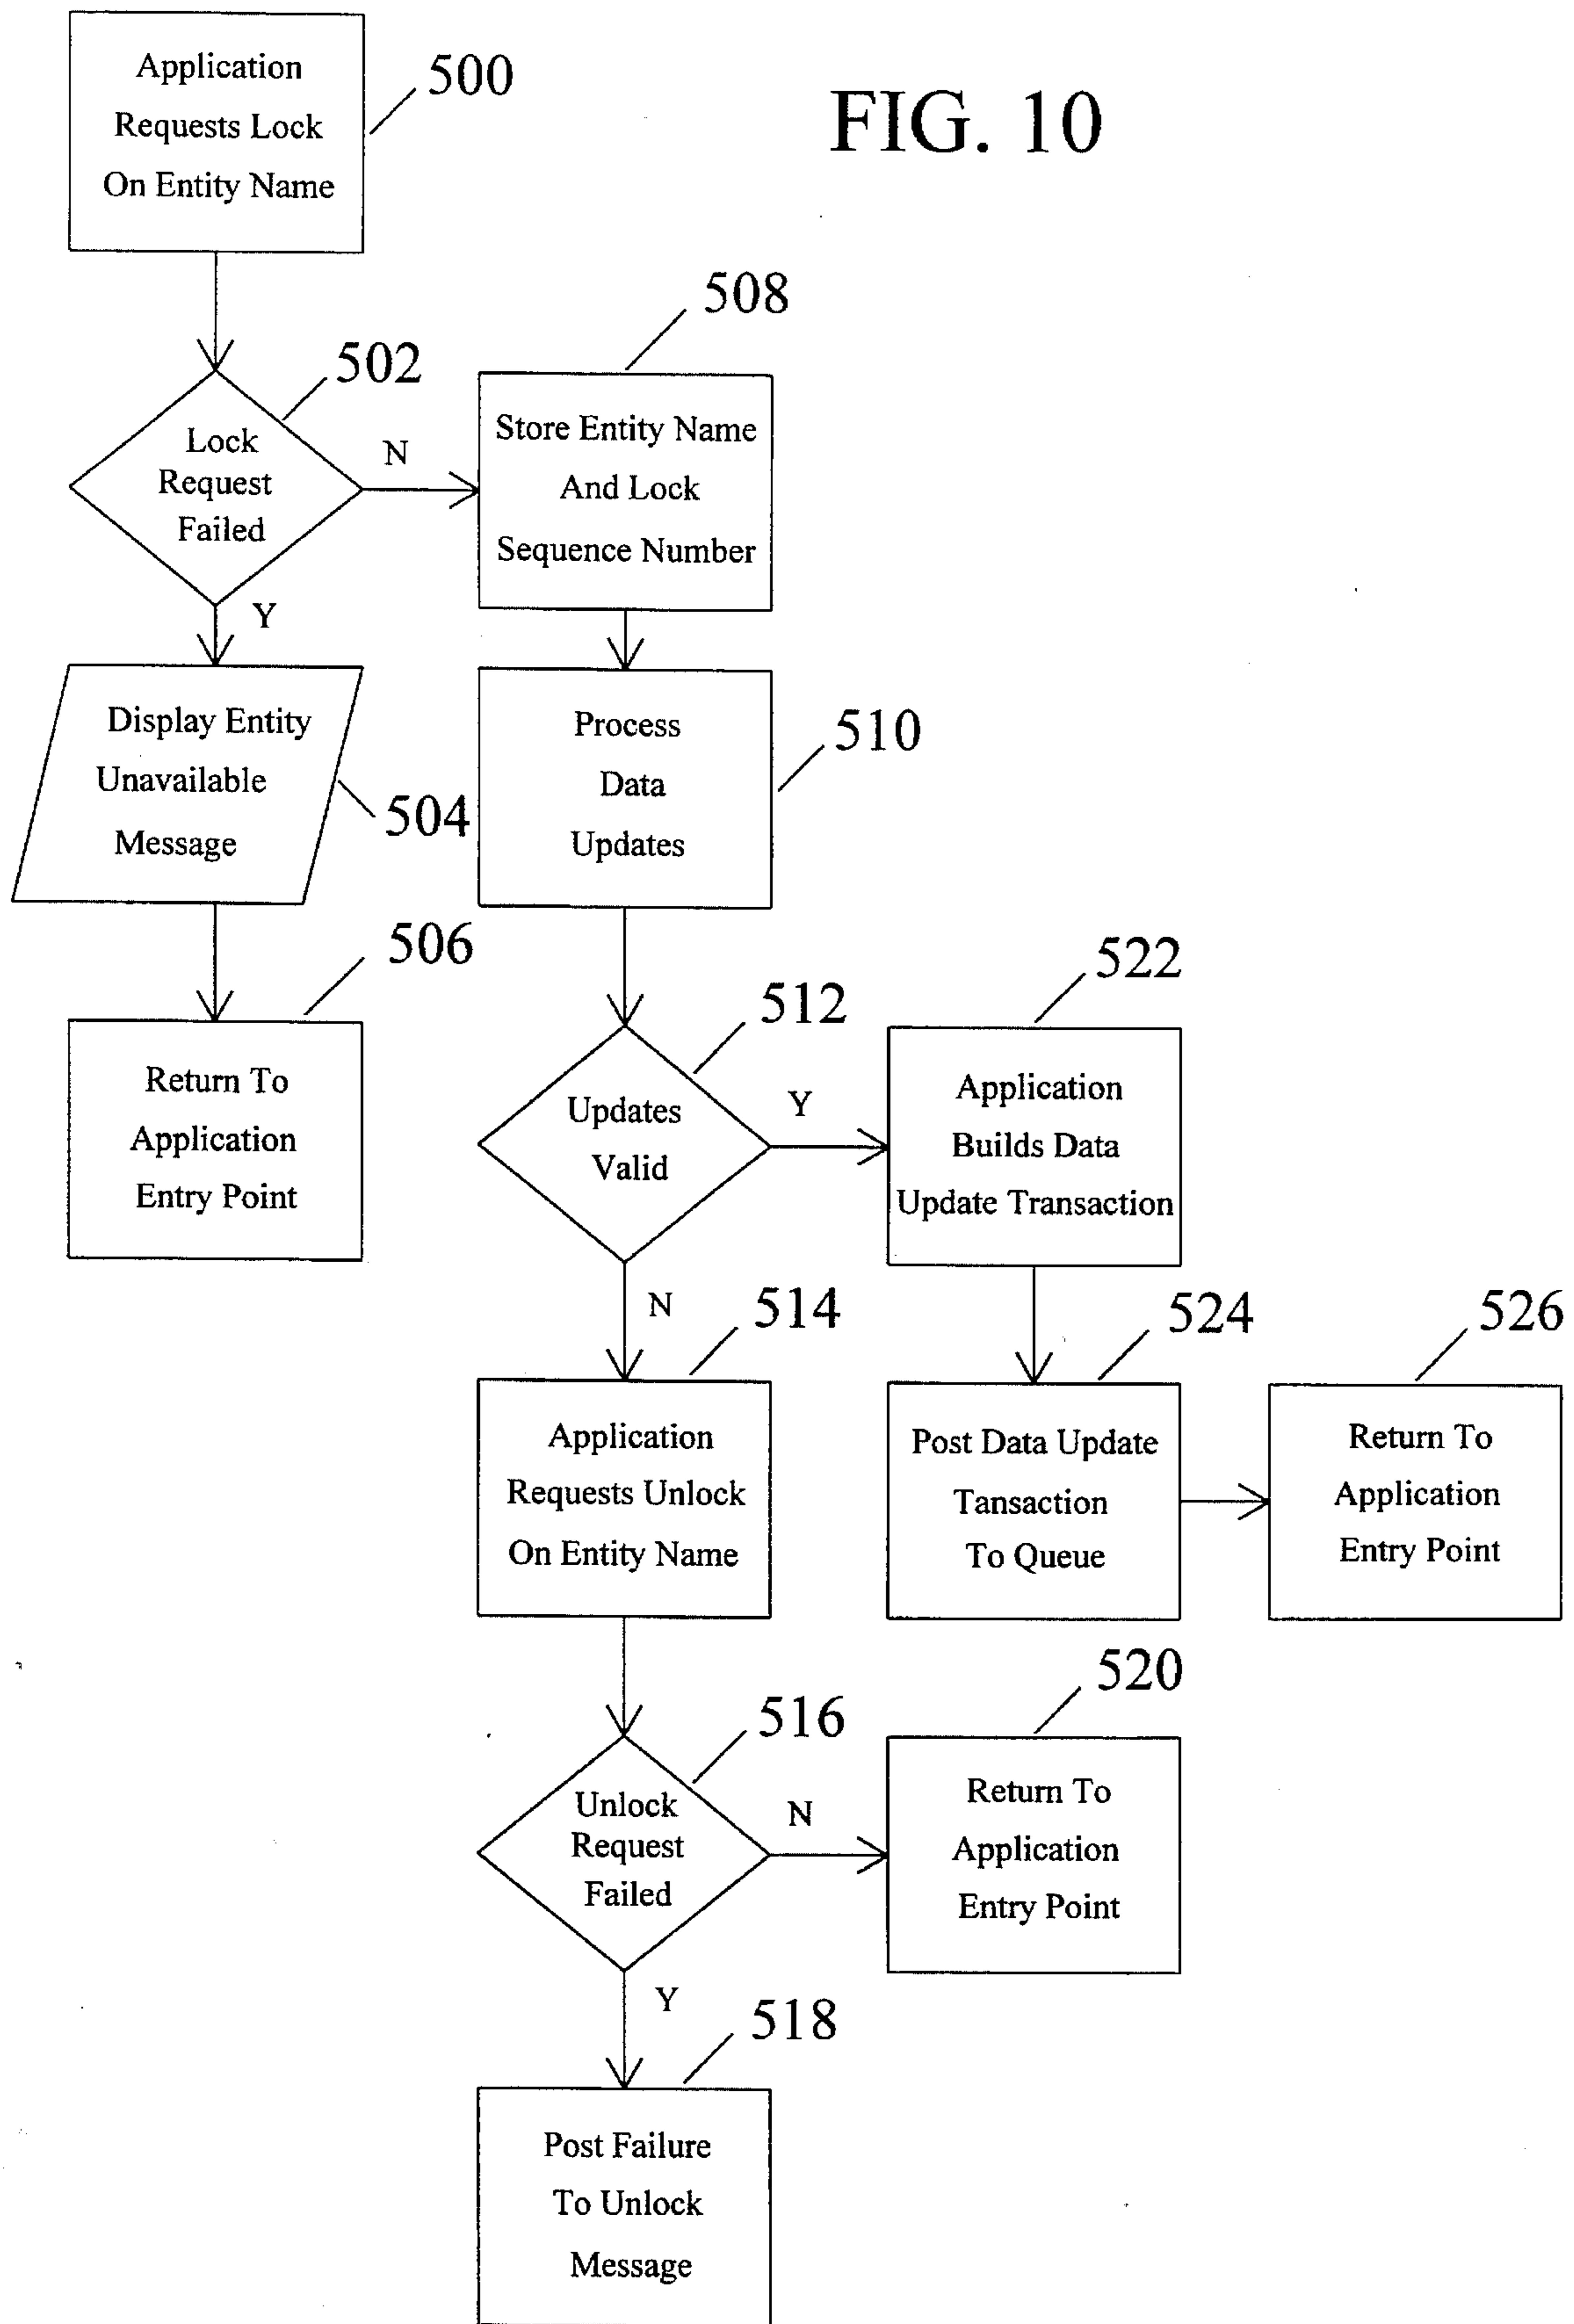 FIG. 10
Application
Requests Lock
On Entity Name
500
Lock
Request
Failed
502
N
Y
Display Entity
Unavailable
Message
504
Return To
Application
Entry Point
506
Store Entity Name
And Lock
Sequence Number
508
Process
Data
Updates
510
Updates
Valid
512
Y
N
Application
Builds Data
Update Transaction
522
Post Data Update
Tansaction
To Queue
524
Return To
Application
Entry Point
526
Application
Requests Unlock
On Entity Name
514
Unlock
Request
Failed
516
N
Y
Return To
Application
Entry Point
520
Post Failure
To Unlock
Message
518